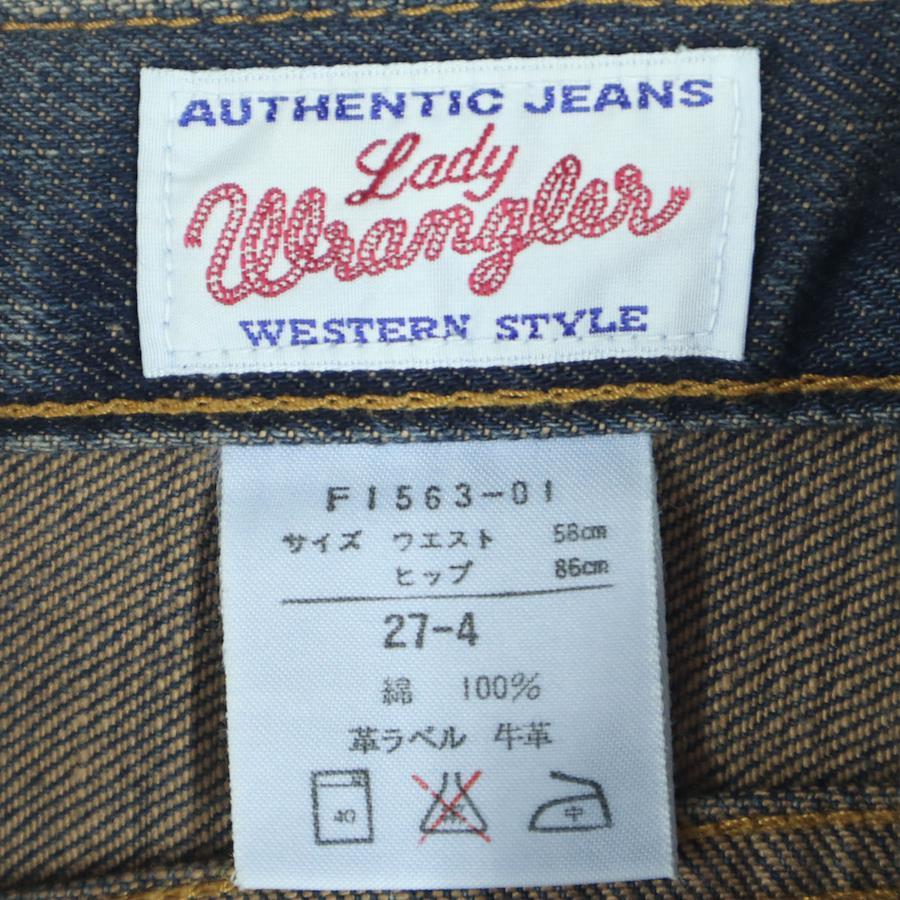 AUTHENTIC JEANS
Lady
Wrangler
WESTERN STYLE
F1563-01
サイズ ウエスト 58cm
ヒップ 86cm
27-4
綿 100%
革ラベル 牛革
40 中